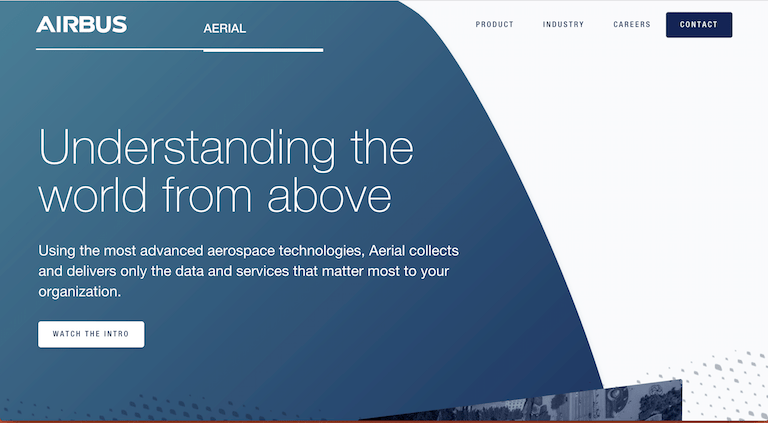 AIRBUS
AERIAL
PRODUCT
INDUSTRY
CAREERS
CONTACT
Understanding the
world from above
Using the most advanced aerospace technologies, Aerial collects
and delivers only the data and services that matter most to your
organization.
WATCH THE INTRO